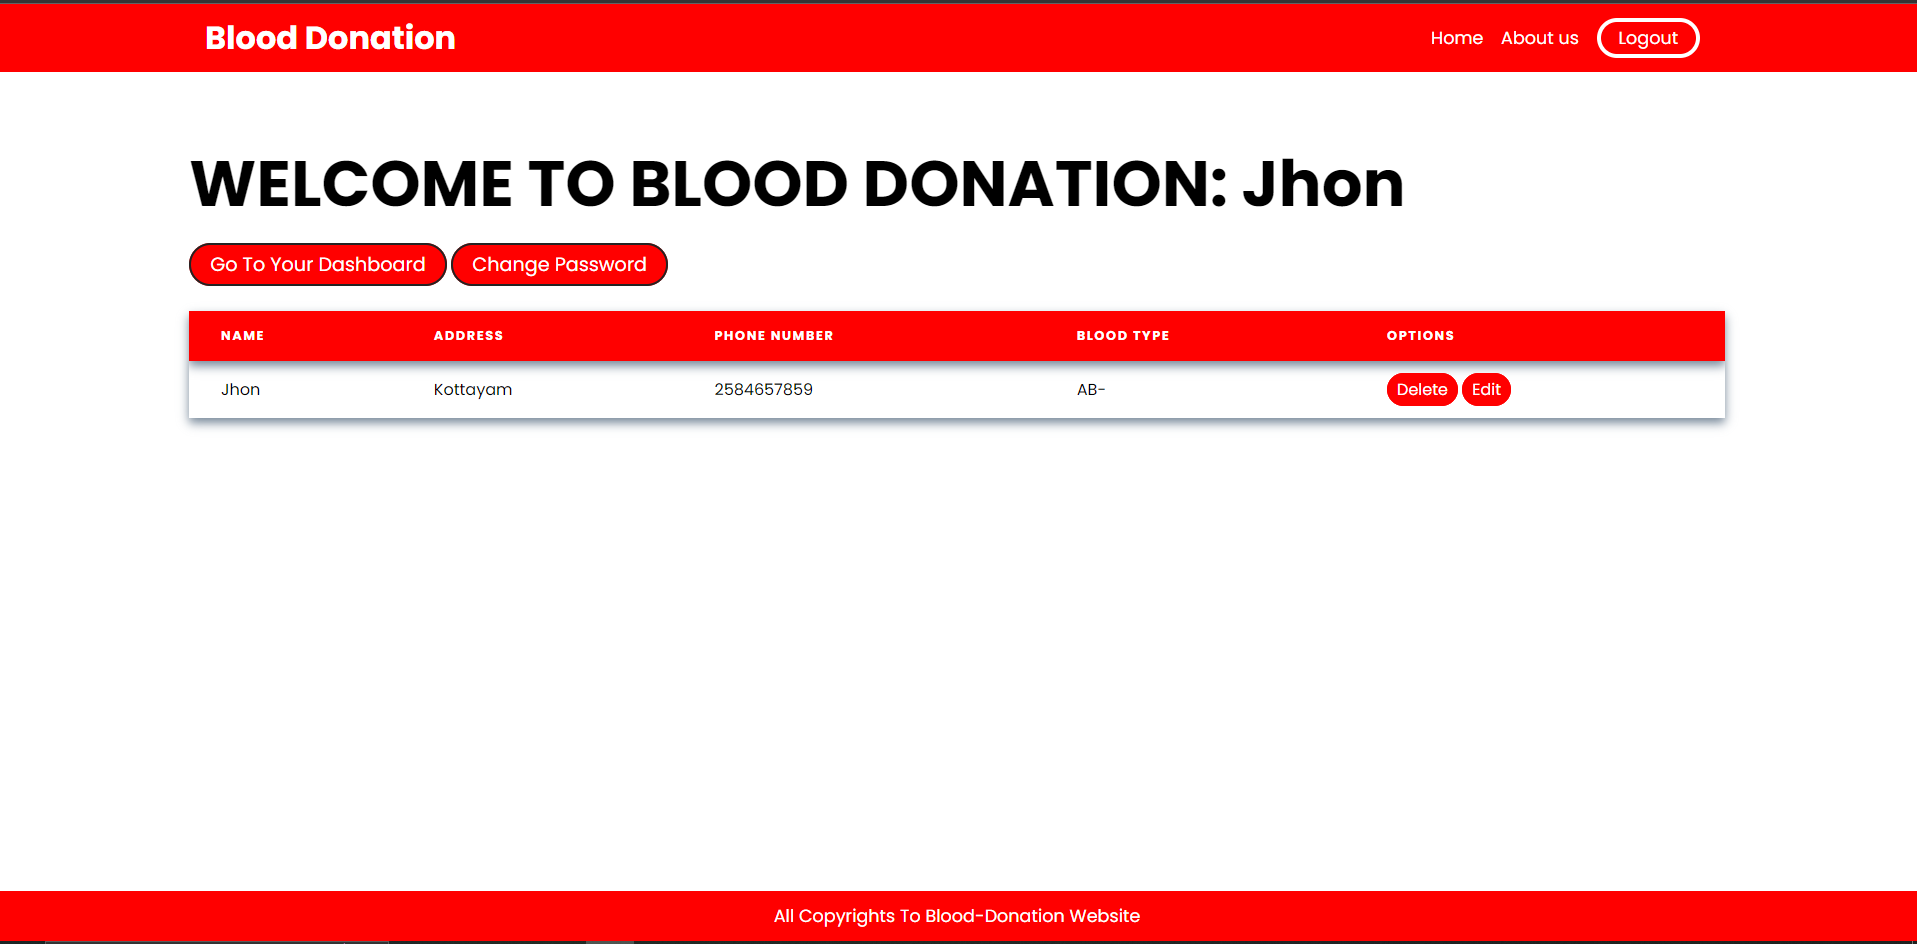 Blood Donation Home About us Logout
WELCOME TO BLOOD DONATION: Jhon
Go To Your Dashboard Change Password
NAME ADDRESS PHONE NUMBER BLOOD TYPE OPTIONS
Jhon Kottayam 2584657859 AB- Delete Edit
All Copyrights To Blood-Donation Website